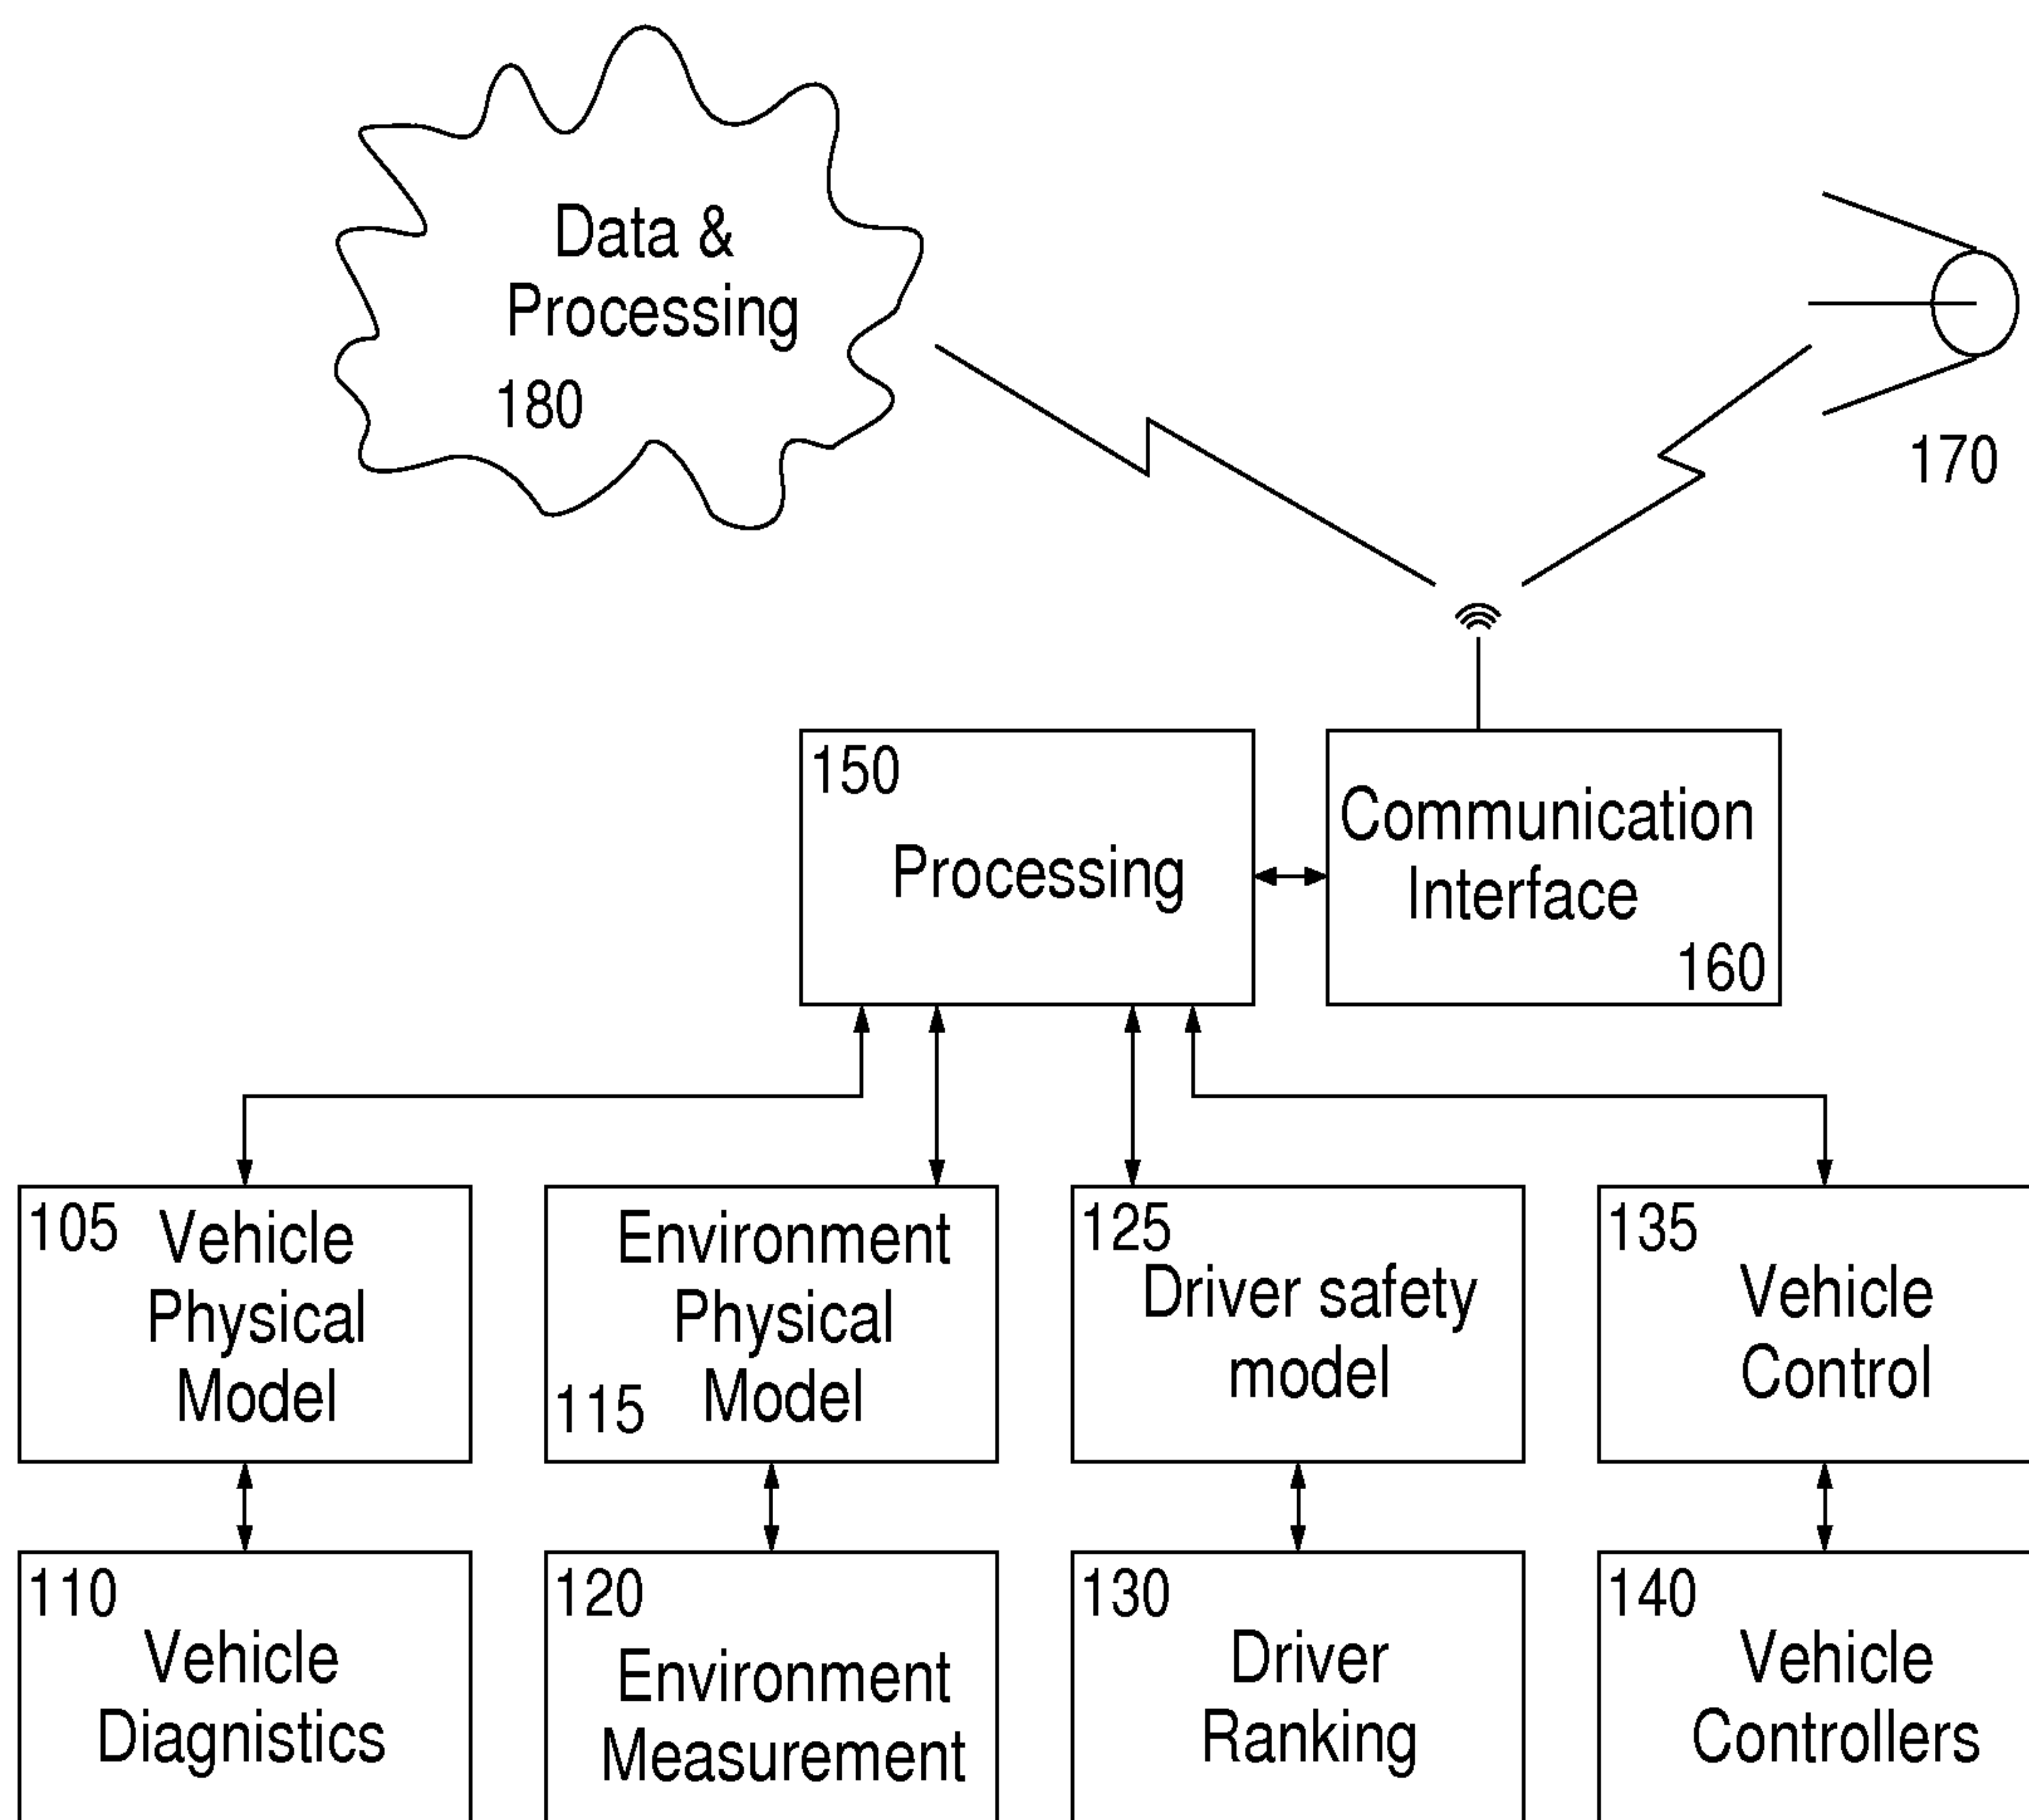 Data &
Processing
180
170
150
Processing
Communication
Interface
160
105 Vehicle
Physical
Model
Environment
Physical
115 Model
125
Driver safety
model
135
Vehicle
Control
110
Vehicle
Diagnistics
120
Environment
Measurement
130
Driver
Ranking
140
Vehicle
Controllers